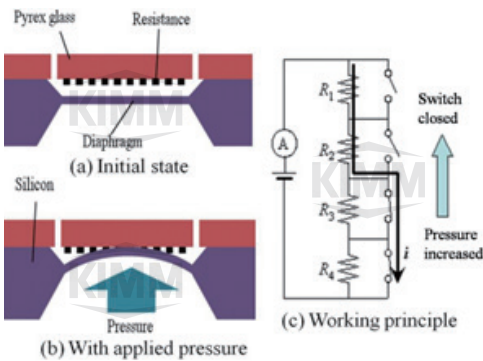 Pyrex glass
Resistance
KIMM
Diaphragm
(a) Initial state
Silicon
KIMM
Pressure
(b) With applied pressure
A
R1
R2
R3
R4
i
KIMM
Switch
closed
Pressure
increased
(c) Working principle